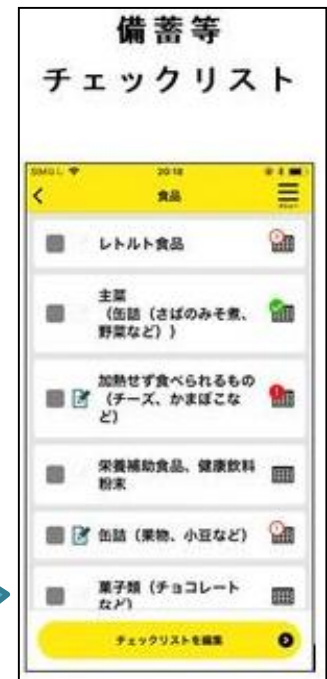 備蓄等
チェックリスト
20:18
食品
レトルト食品
主菜
(缶詰(さばのみそ煮、
野菜など))
加熱せず食べられるもの
(チーズ、かまぼこな
ど)
栄養補助食品、健康飲料
粉末
缶詰(果物、小豆など)
菓子類(チョコレート
など)
チェックリストを編集